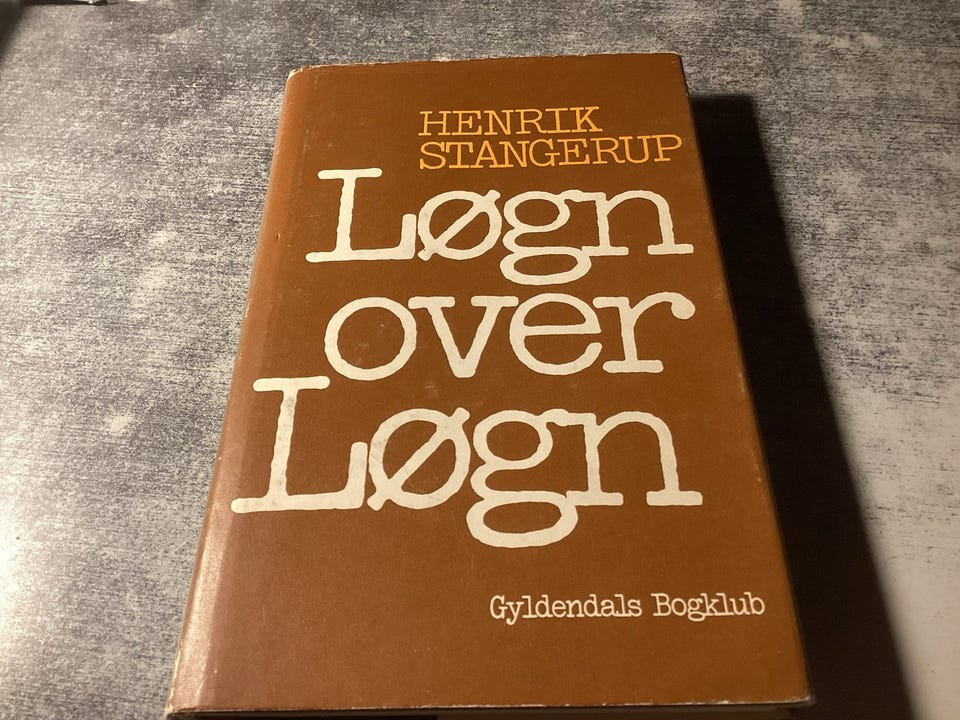 HENRIK
STANGERUP
Løgn
over
Løgn
Gyldendals Bogklub